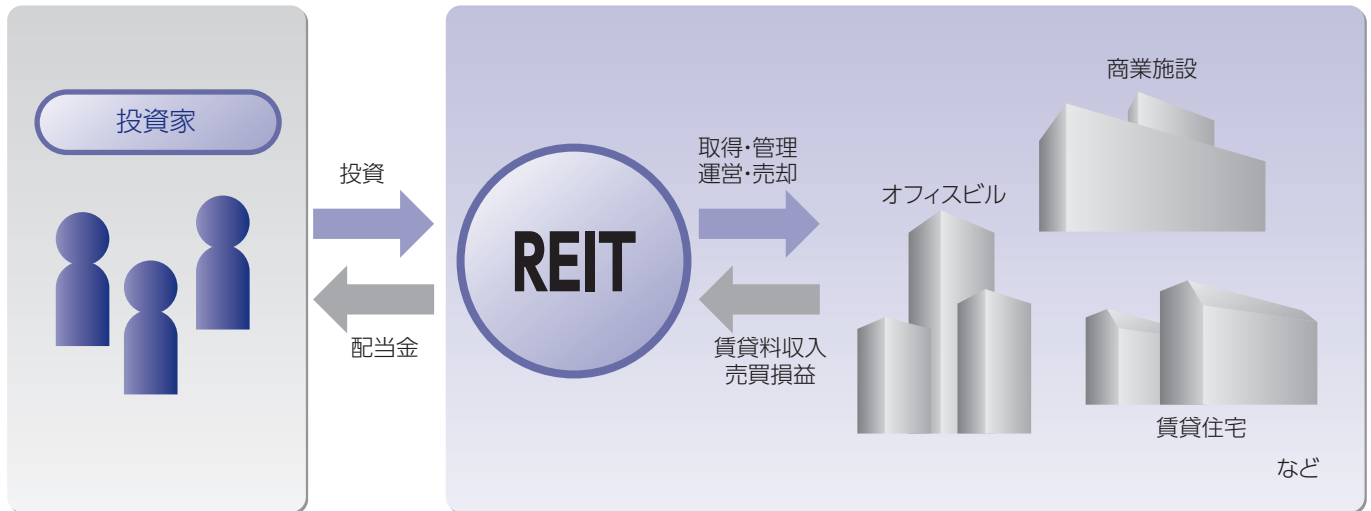 投資家
投資
配当金
REIT
取得・管理
運営・売却
賃貸料収入
売買損益
商業施設
オフィスビル
賃貸住宅
など